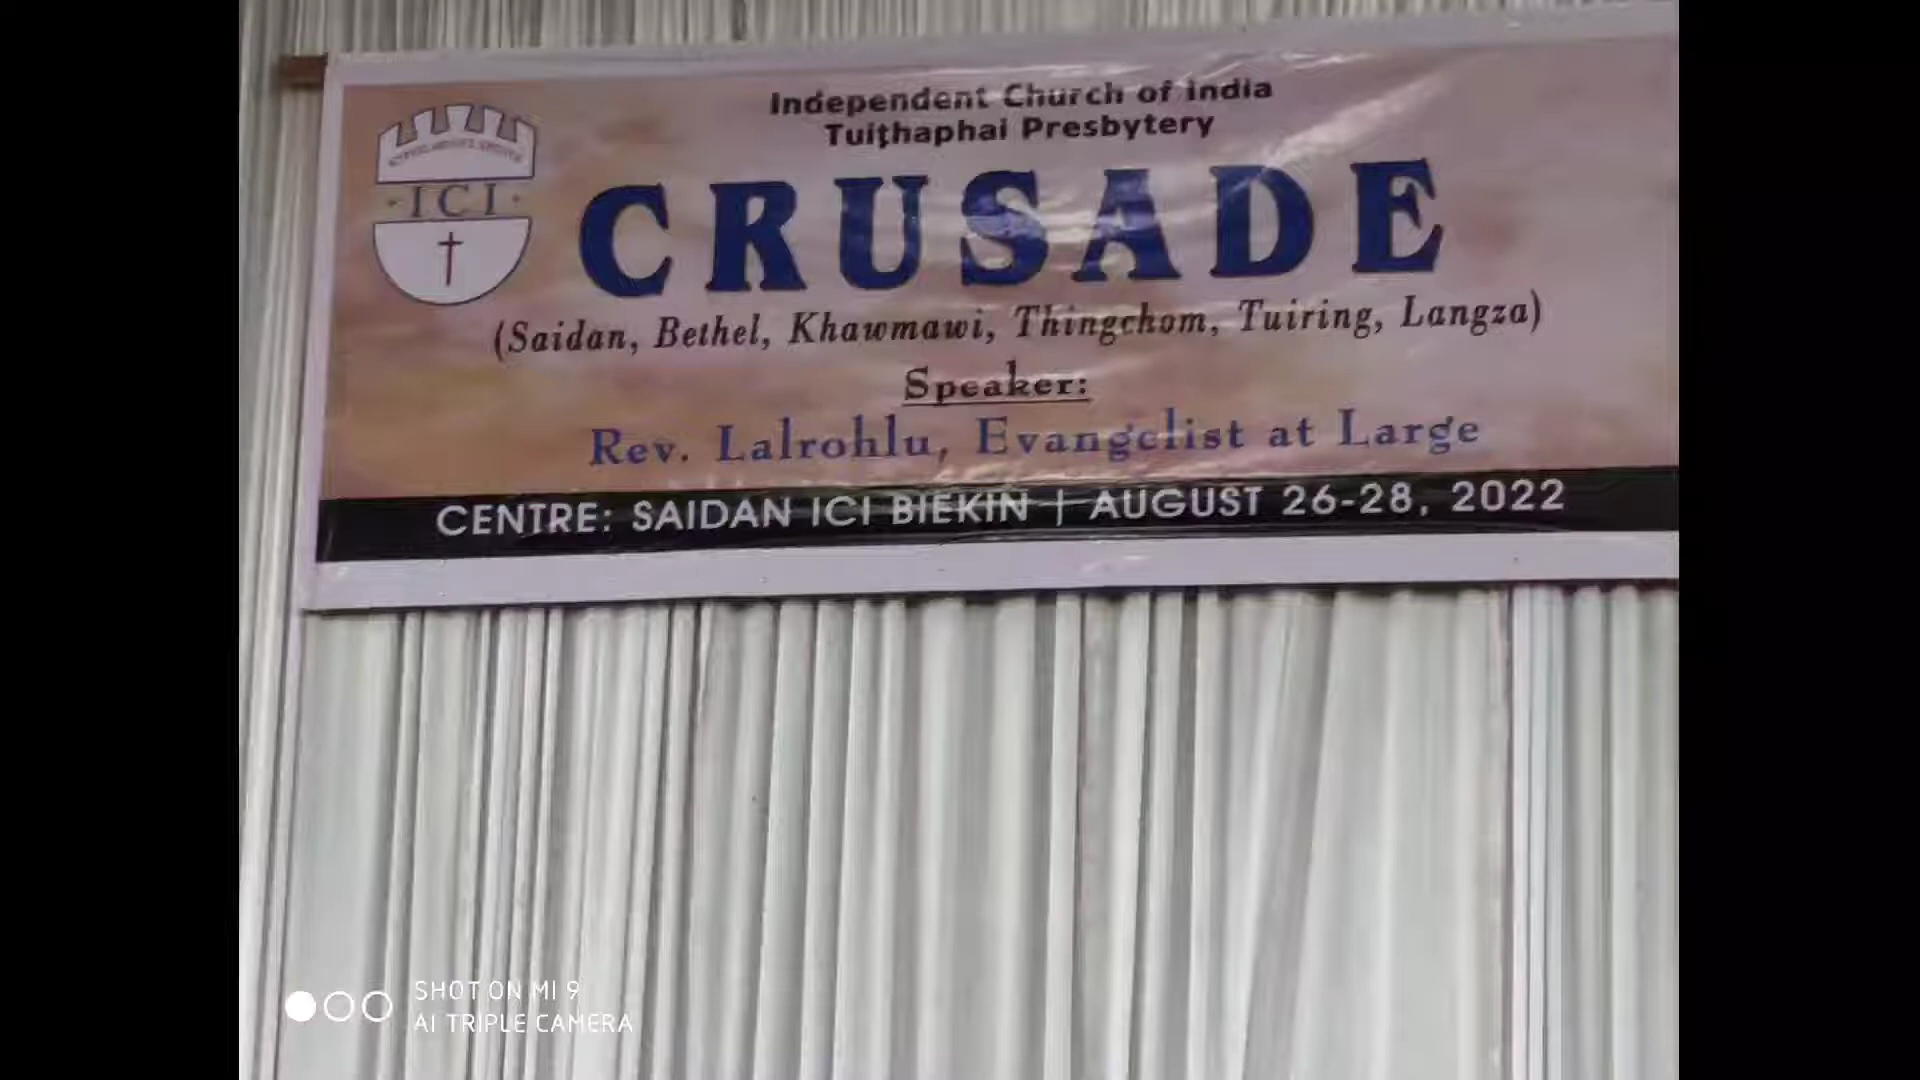 Independent Church of india
Tuiṭhaphai Presbytery
ICI
CRUSADE
(Saidan, Bethel, Khawmawi, Thingchom, Tuiring, Langza)
Speaker:
Rev. Lalrohlu, Evangelist at Large
CENTRE: SAIDAN ICI BIEKIN | AUGUST 26-28, 2022
SHOT ON MI 9
AI TRIPLE CAMERA